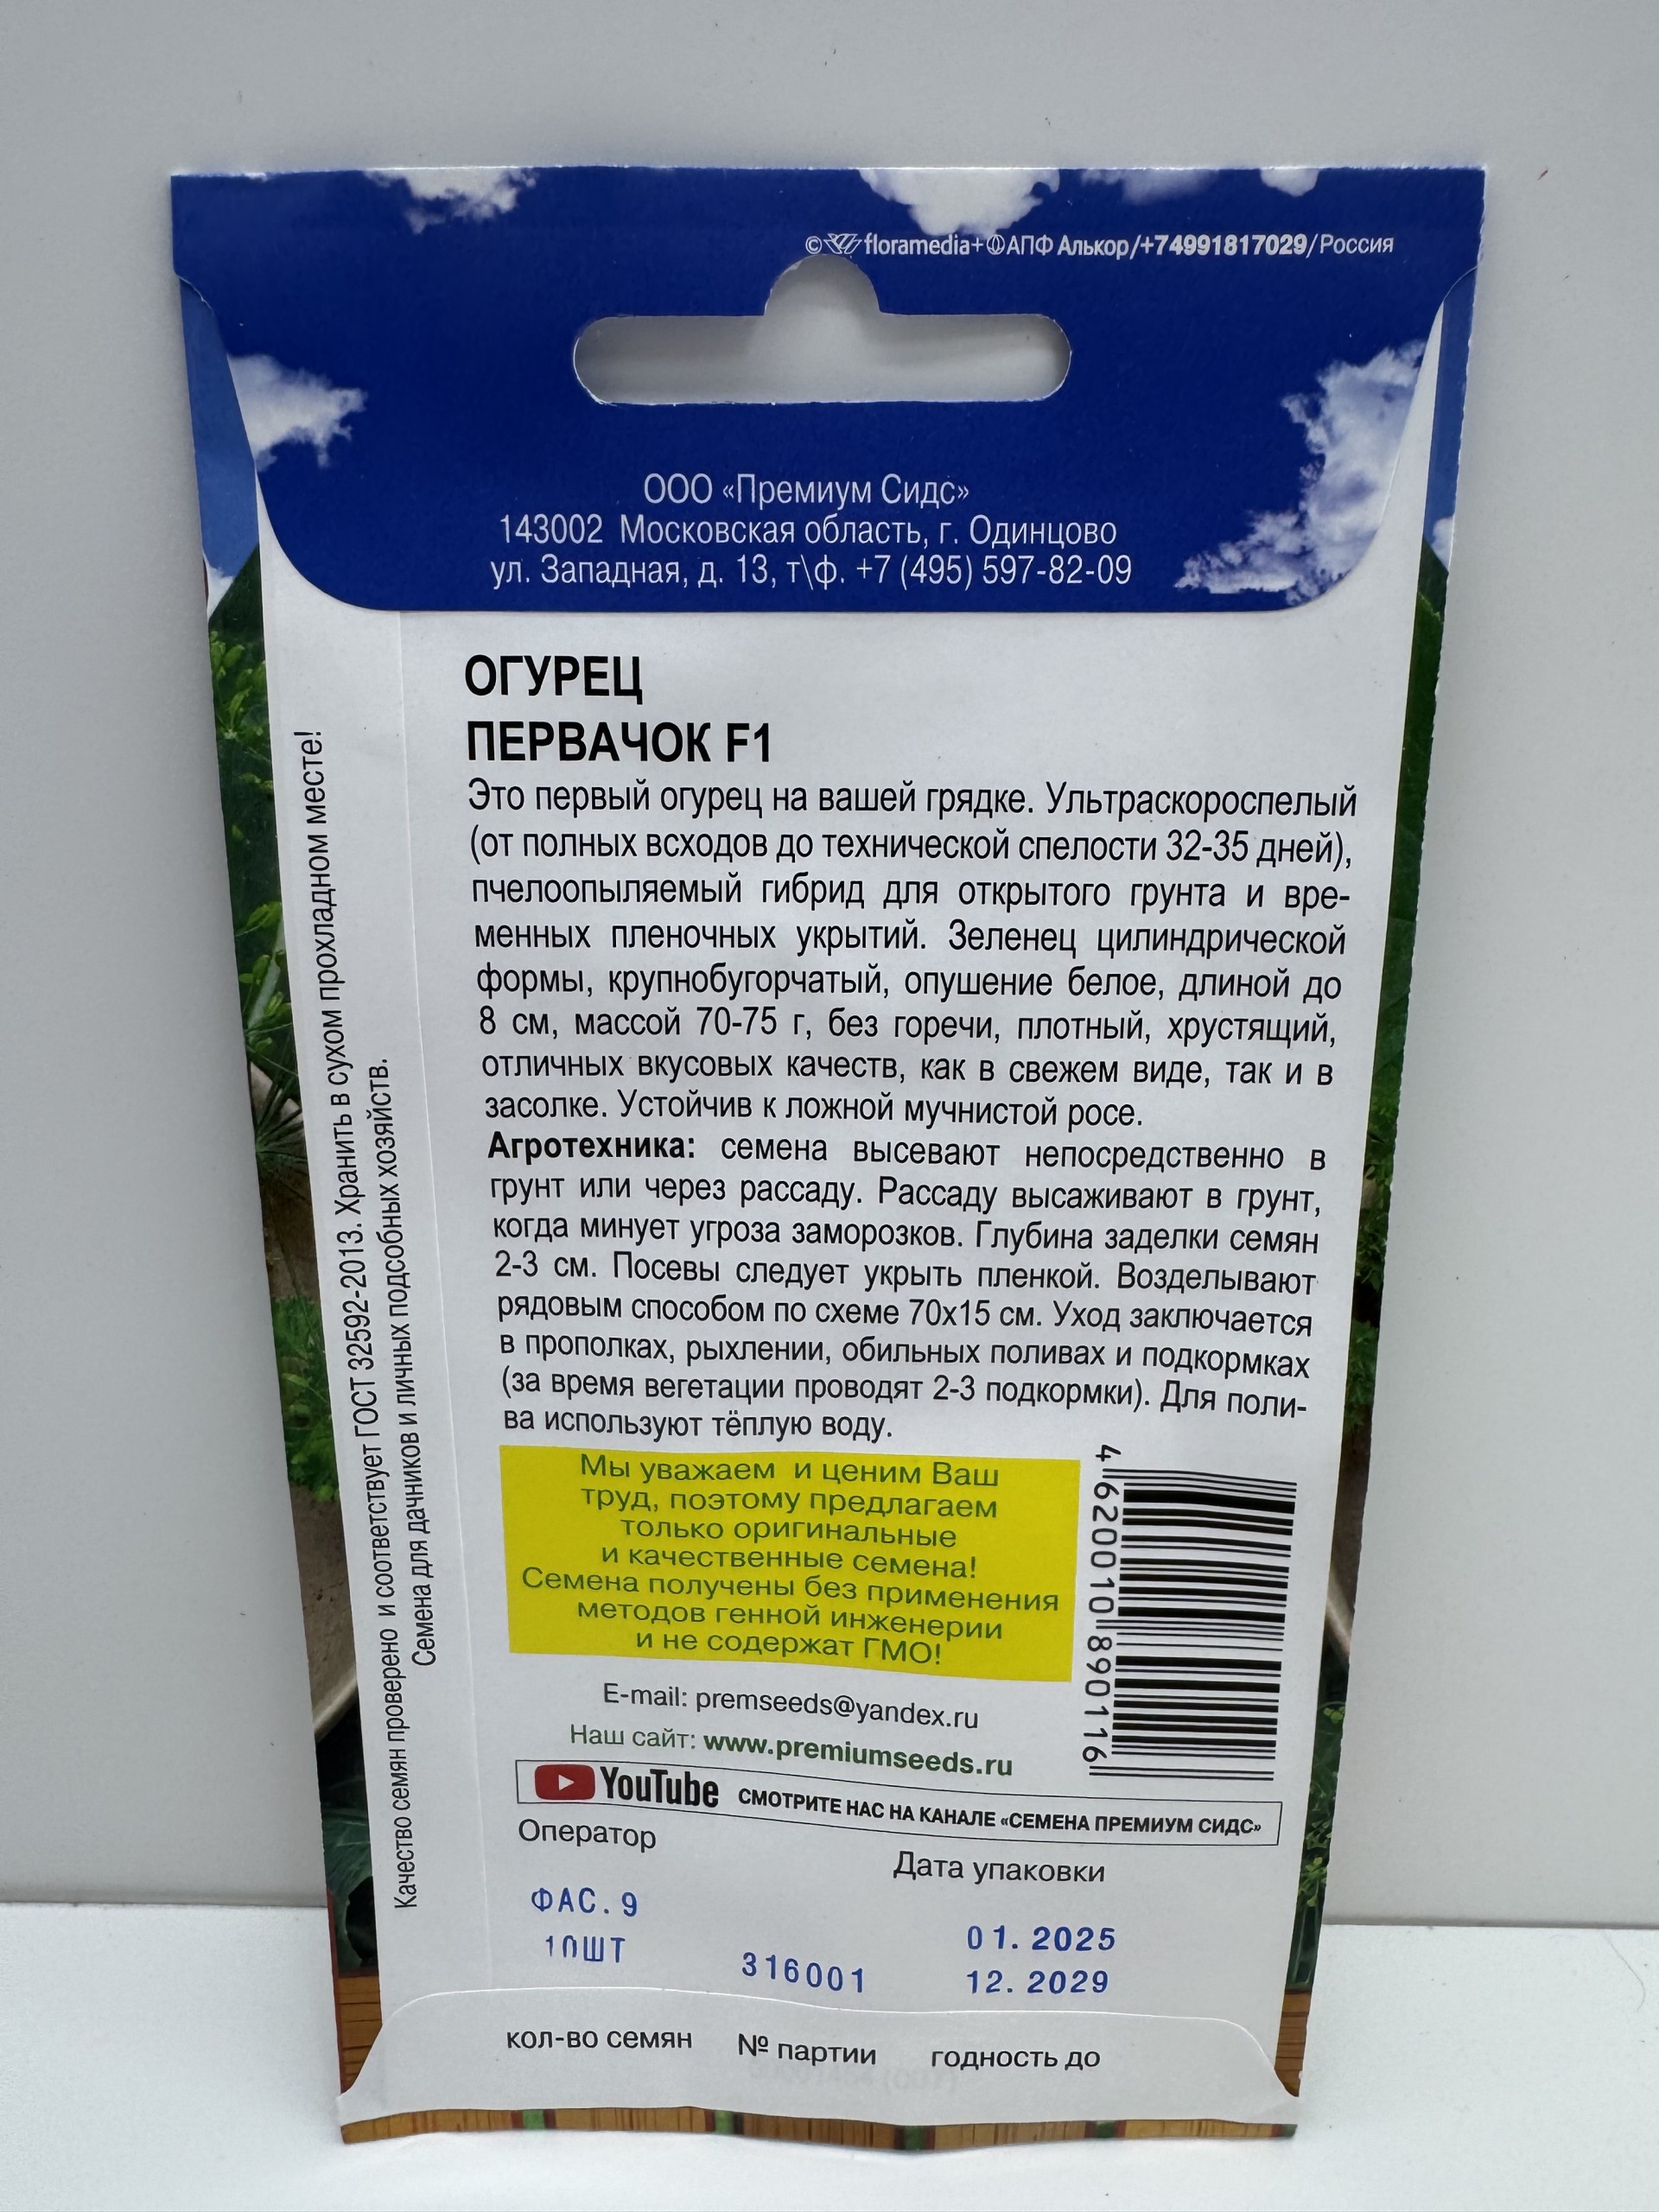 © floramedia+ АПФ Алькор/+74991817029/Россия
ООО «Премиум Сидс»
143002 Московская область, г. Одинцово
ул. Западная, д. 13, т\ф. +7 (495) 597-82-09
ОГУРЕЦ
ПЕРВАЧОК F1
Это первый огурец на вашей грядке. Ультраскороспелый
(от полных всходов до технической спелости 32-35 дней),
пчелоопыляемый гибрид для открытого грунта и вре-
менных пленочных укрытий. Зеленец цилиндрической
формы, крупнобугорчатый, опушение белое, длиной до
8 см, массой 70-75 г, без горечи, плотный, хрустящий,
отличных вкусовых качеств, как в свежем виде, так и в
засолке. Устойчив к ложной мучнистой росе.
Агротехника: семена высевают непосредственно в
грунт или через рассаду. Рассаду высаживают в грунт,
когда минует угроза заморозков. Глубина заделки семян
2-3 см. Посевы следует укрыть пленкой. Возделывают
рядовым способом по схеме 70х15 см. Уход заключается
в прополках, рыхлении, обильных поливах и подкормках
(за время вегетации проводят 2-3 подкормки). Для поли-
ва используют тёплую воду.
Мы уважаем и ценим Ваш
труд, поэтому предлагаем
только оригинальные
и качественные семена!
Семена получены без применения
методов генной инженерии
и не содержат ГМО!
4 620010 890116
E-mail: premseeds@yandex.ru
Наш сайт: www.premiumseeds.ru
YouTube СМОТРИТЕ НАС НА КАНАЛЕ «СЕМЕНА ПРЕМИУМ СИДС»
Оператор
Дата упаковки
ФАС. 9
01. 2025
10ШТ
316001
12. 2029
кол-во семян
№ партии
годность до
Качество семян проверено и соответствует ГОСТ 32592-2013. Хранить в сухом прохладном месте!
Семена для дачников и личных подсобных хозяйств.